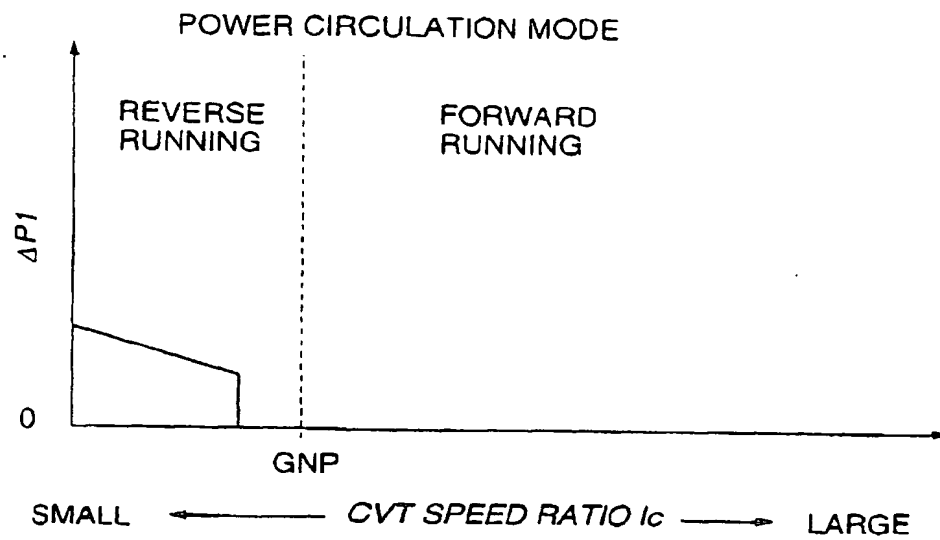 POWER CIRCULATION MODE
REVERSE
RUNNING
FORWARD
RUNNING
ΔP1
0
GNP
SMALL
CVT SPEED RATIO Ic
LARGE